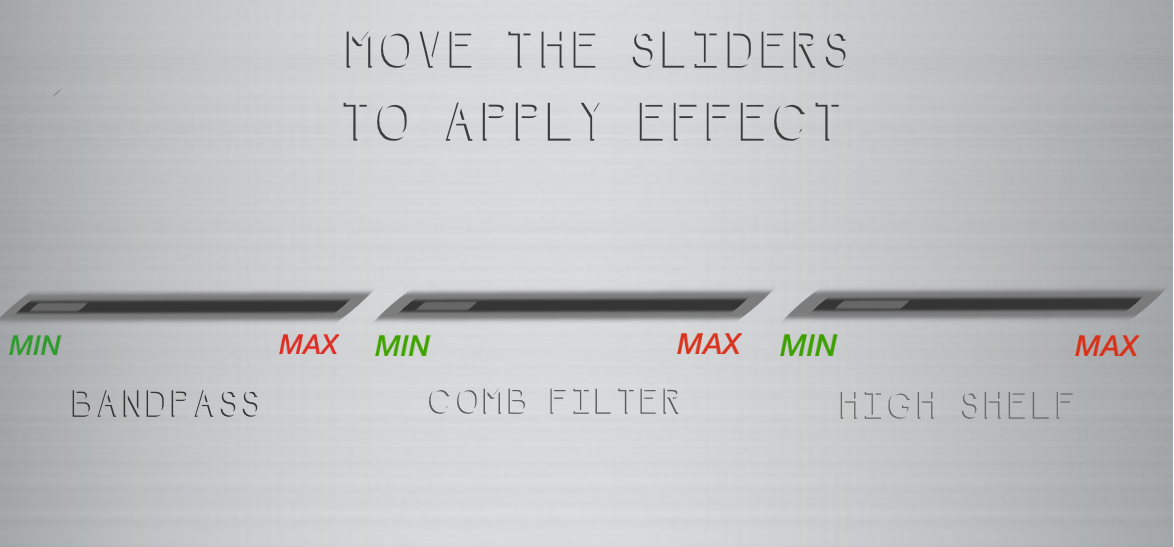 MOVE THE SLIDERS
TO APPLY EFFECT
MIN MAX MIN MAX MIN MAX
BANDPASS COMB FILTER HIGH SHELF